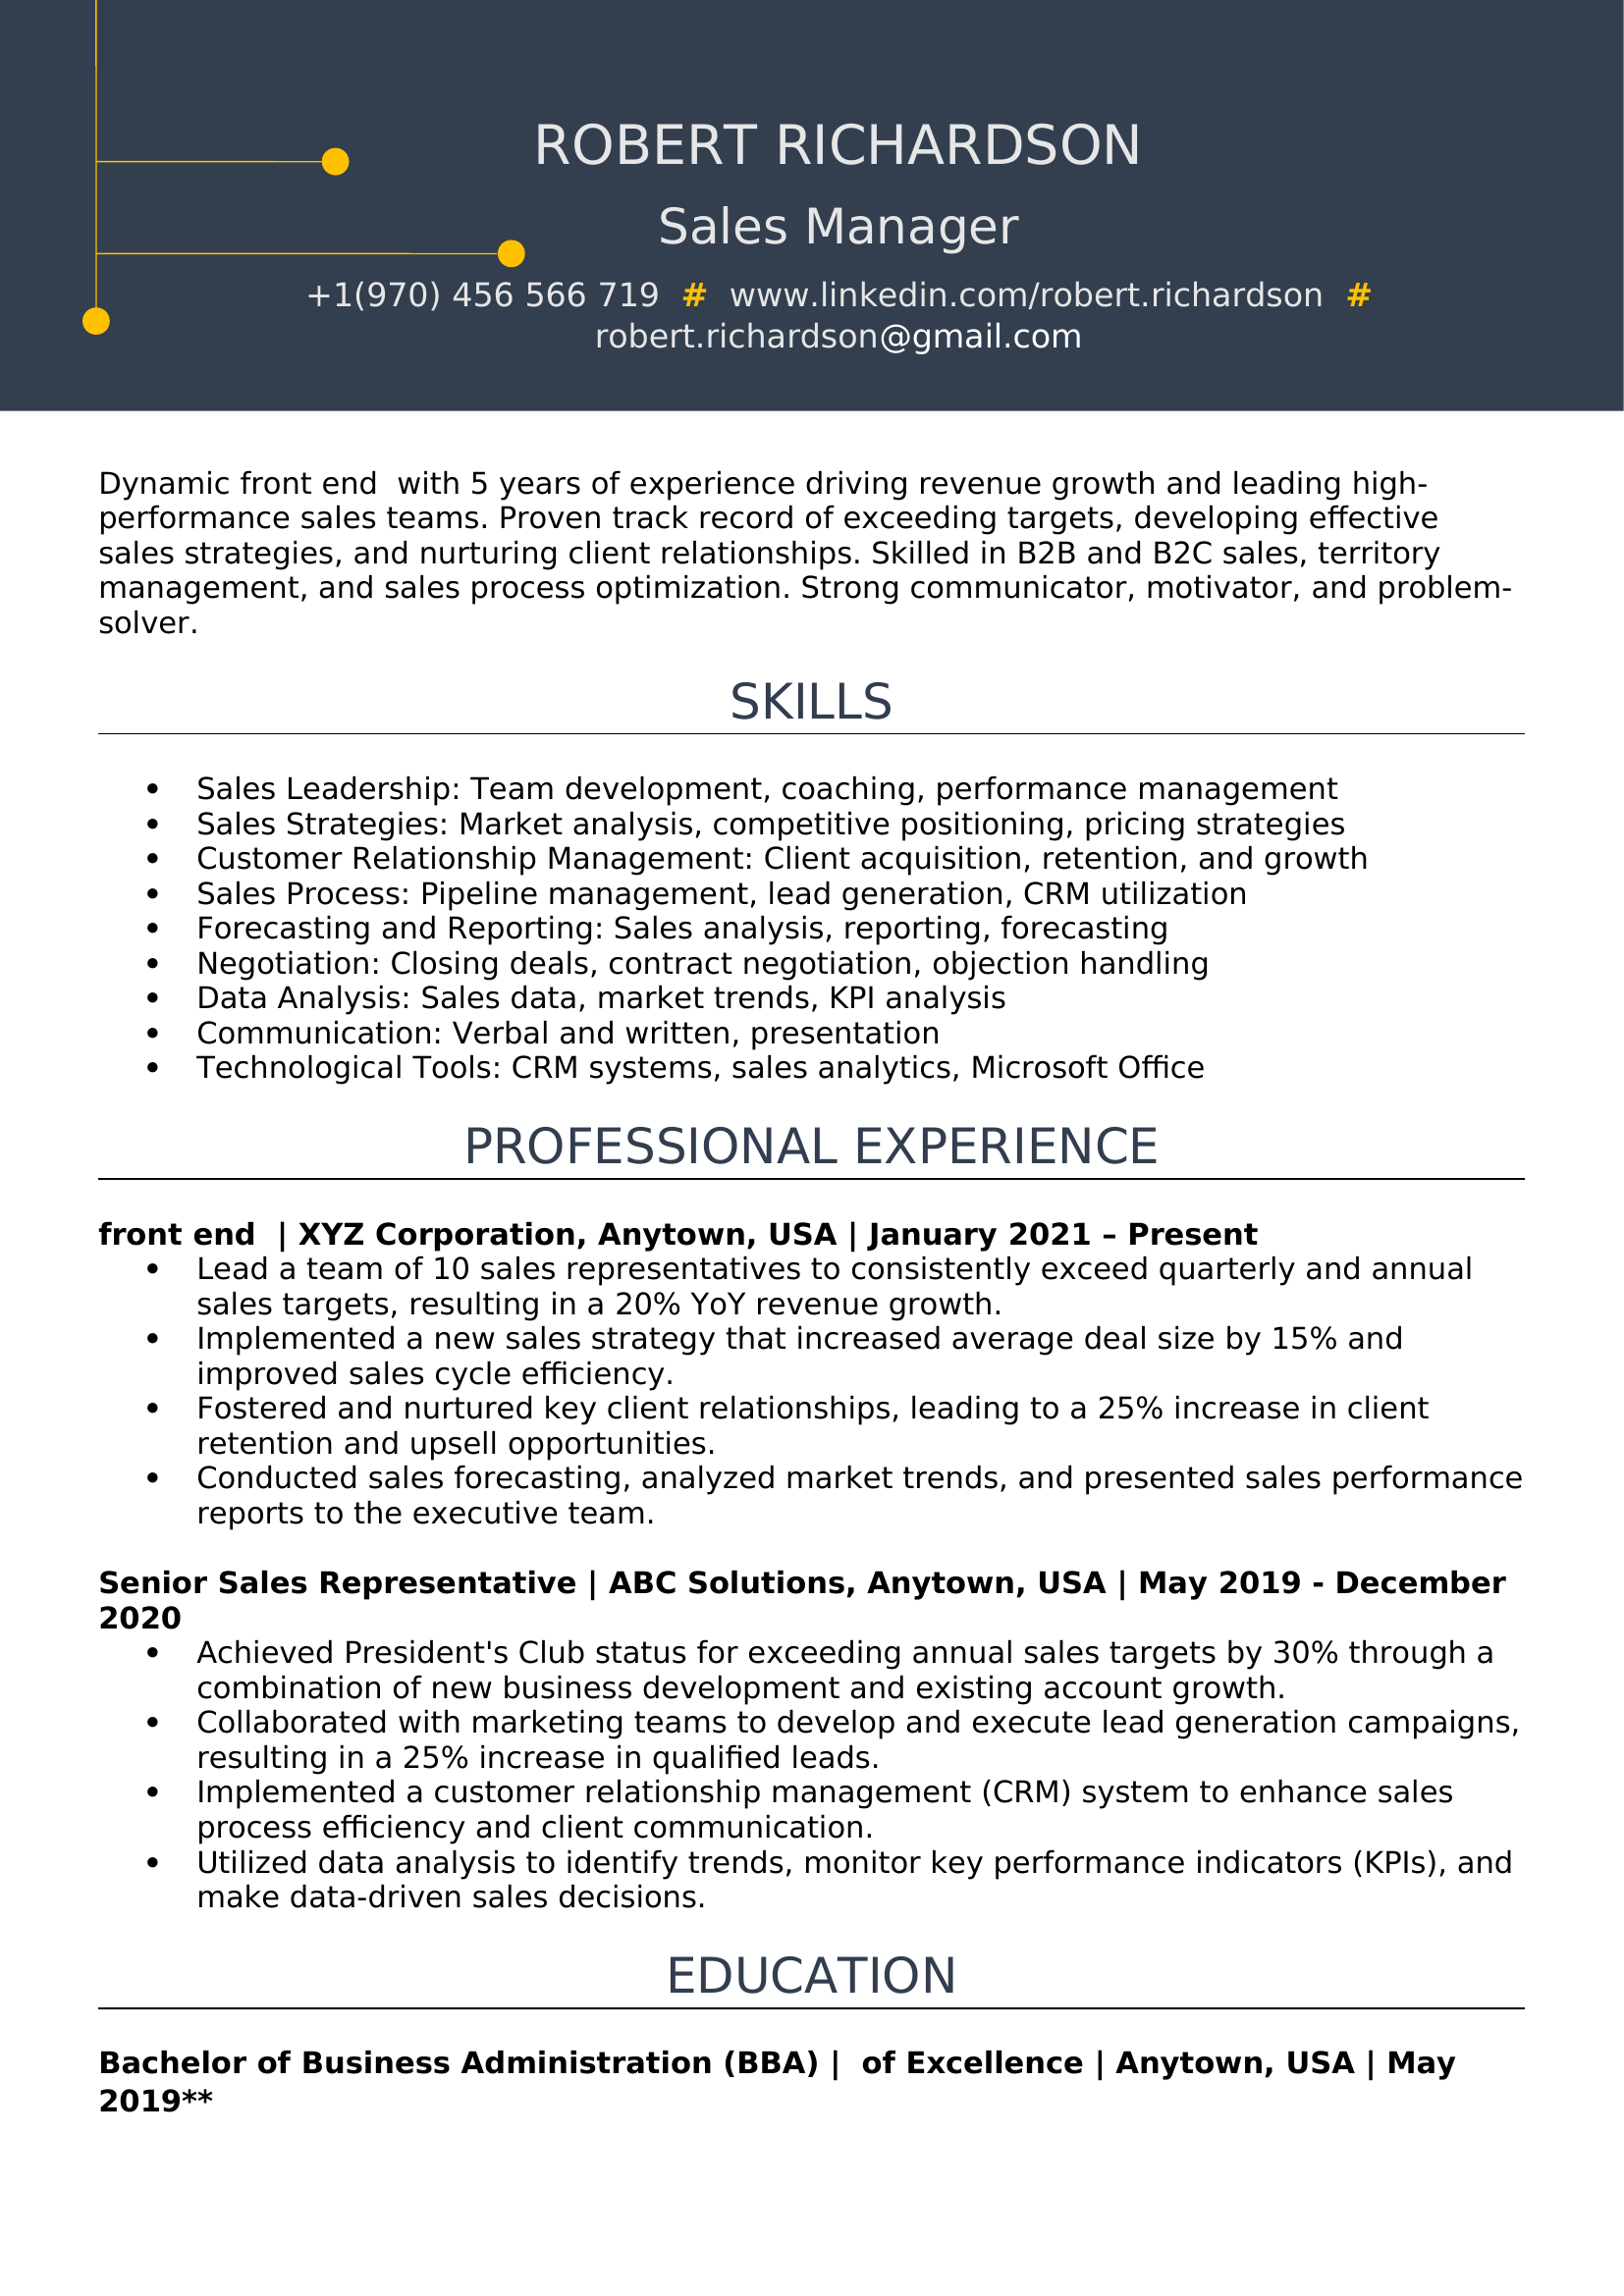 ROBERT RICHARDSON
Sales Manager
+1(970) 456 566 719 # www.linkedin.com/robert.richardson #
robert.richardson@gmail.com
Dynamic front end  with 5 years of experience driving revenue growth and leading high-
performance sales teams. Proven track record of exceeding targets, developing effective
sales strategies, and nurturing client relationships. Skilled in B2B and B2C sales, territory
management, and sales process optimization. Strong communicator, motivator, and problem-
solver.
SKILLS
• Sales Leadership: Team development, coaching, performance management
• Sales Strategies: Market analysis, competitive positioning, pricing strategies
• Customer Relationship Management: Client acquisition, retention, and growth
• Sales Process: Pipeline management, lead generation, CRM utilization
• Forecasting and Reporting: Sales analysis, reporting, forecasting
• Negotiation: Closing deals, contract negotiation, objection handling
• Data Analysis: Sales data, market trends, KPI analysis
• Communication: Verbal and written, presentation
• Technological Tools: CRM systems, sales analytics, Microsoft Office
PROFESSIONAL EXPERIENCE
front end  | XYZ Corporation, Anytown, USA | January 2021 – Present
• Lead a team of 10 sales representatives to consistently exceed quarterly and annual
sales targets, resulting in a 20% YoY revenue growth.
• Implemented a new sales strategy that increased average deal size by 15% and
improved sales cycle efficiency.
• Fostered and nurtured key client relationships, leading to a 25% increase in client
retention and upsell opportunities.
• Conducted sales forecasting, analyzed market trends, and presented sales performance
reports to the executive team.
Senior Sales Representative | ABC Solutions, Anytown, USA | May 2019 - December
2020
• Achieved President's Club status for exceeding annual sales targets by 30% through a
combination of new business development and existing account growth.
• Collaborated with marketing teams to develop and execute lead generation campaigns,
resulting in a 25% increase in qualified leads.
• Implemented a customer relationship management (CRM) system to enhance sales
process efficiency and client communication.
• Utilized data analysis to identify trends, monitor key performance indicators (KPIs), and
make data-driven sales decisions.
EDUCATION
Bachelor of Business Administration (BBA) |  of Excellence | Anytown, USA | May
2019**